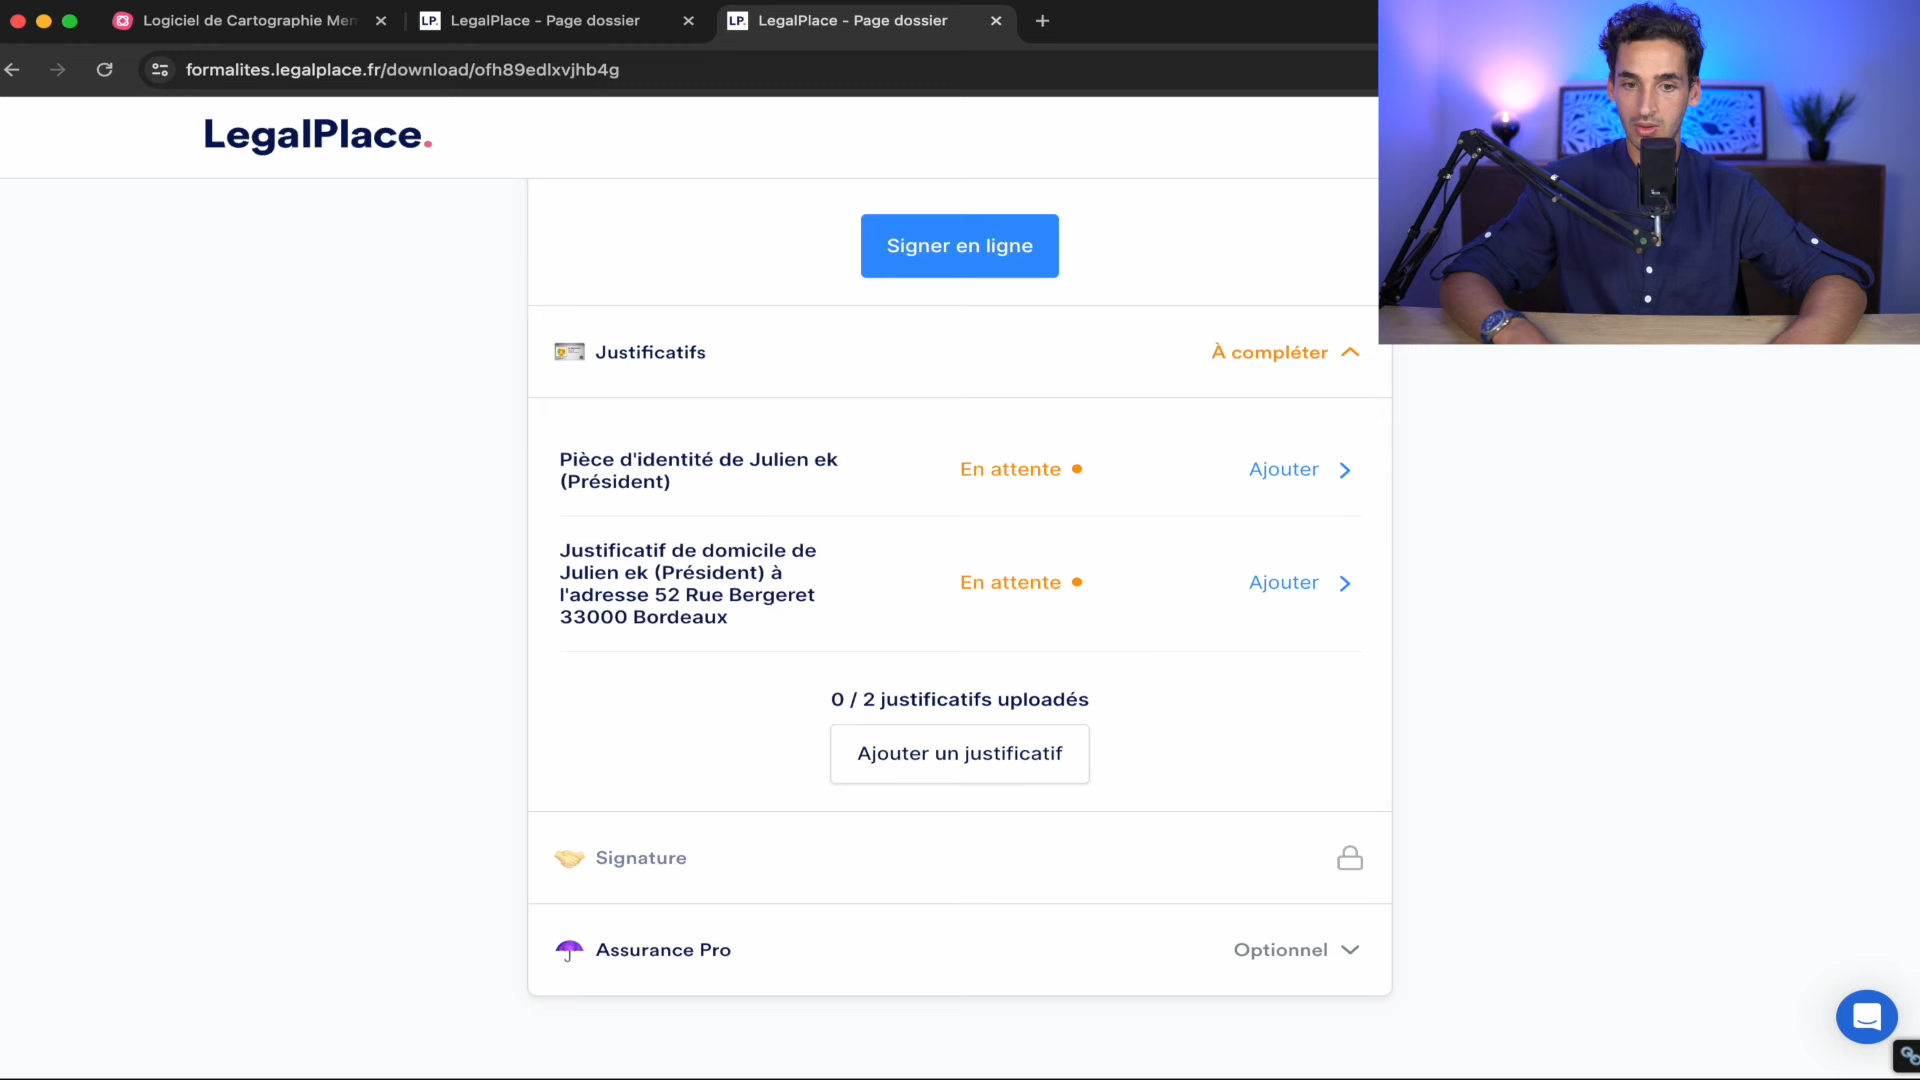 Logiciel de Cartographie Men
LP. LegalPlace - Page dossier
LP. LegalPlace - Page dossier
formalites.legalplace.fr/download/ofh89edlxvjhb4g
LegalPlace.
Signer en ligne
Justificatifs
À compléter
Pièce d'identité de Julien ek
(Président)
En attente
Ajouter
Justificatif de domicile de
Julien ek (Président) à
l'adresse 52 Rue Bergeret
33000 Bordeaux
En attente
Ajouter
0 / 2 justificatifs uploadés
Ajouter un justificatif
Signature
Assurance Pro
Optionnel